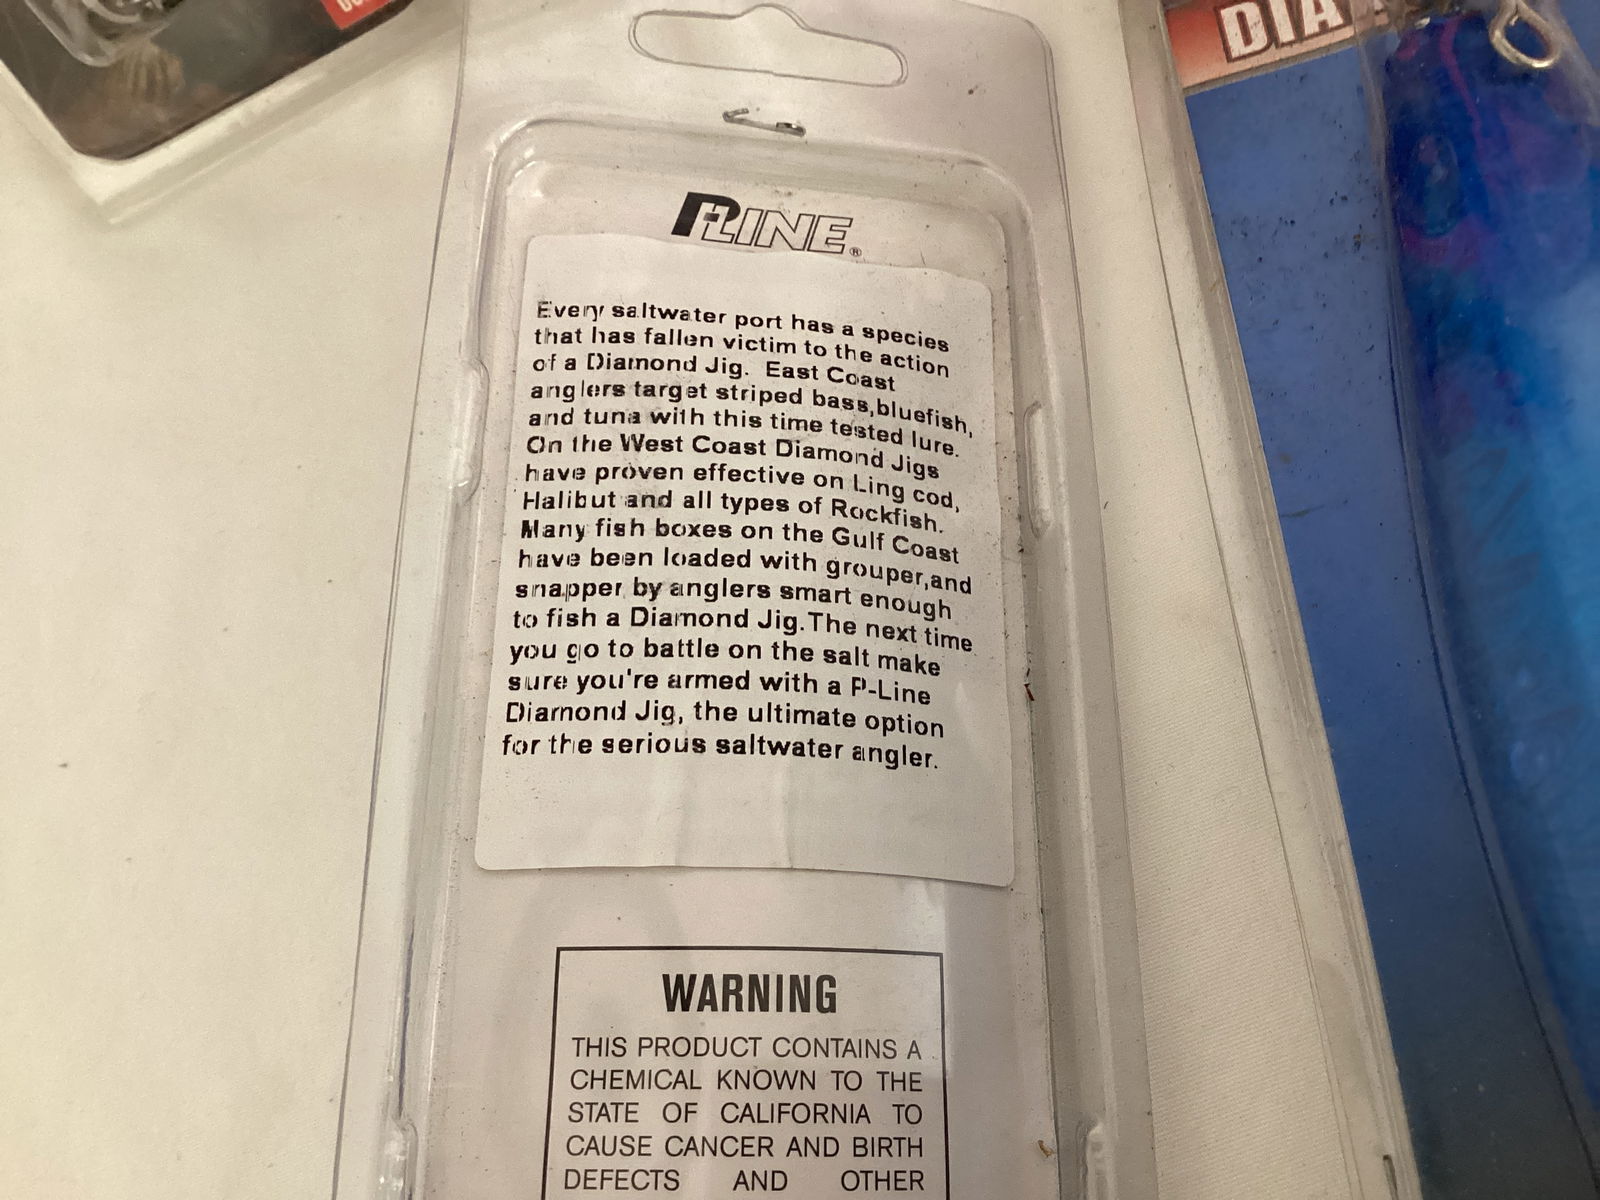 DIA
P-LINE®
Every saltwater port has a species
that has fallen victim to the action
of a Diamond Jig. East Coast
anglers target striped bass,bluefish,
and tuna with this time tested lure.
On the West Coast Diamond Jigs
have proven effective on Ling cod,
Halibut and all types of Rockfish.
Many fish boxes on the Gulf Coast
have been loaded with grouper,and
snapper by anglers smart enough
to fish a Diamond Jig.The next time
you go to battle on the salt make
sure you're armed with a P-Line
Diamond Jig, the ultimate option
for the serious saltwater angler.
WARNING
THIS PRODUCT CONTAINS A
CHEMICAL KNOWN TO THE
STATE OF CALIFORNIA TO
CAUSE CANCER AND BIRTH
DEFECTS AND OTHER